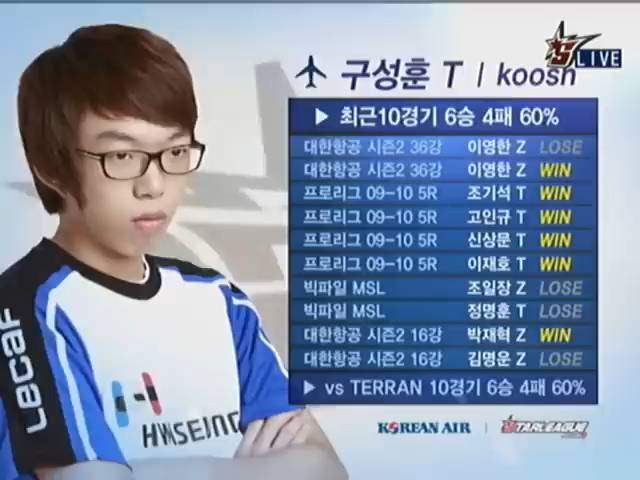 LIVE
구성훈 T | koosh
▶ 최근10경기 6승 4패 60%
대한항공 시즌2 36강 이영한 Z LOSE
대한항공 시즌2 36강 이영한 Z WIN
프로리그 09-10 5R 조기석 T WIN
프로리그 09-10 5R 고인규 T WIN
프로리그 09-10 5R 신상문 T WIN
프로리그 09-10 5R 이재호 T WIN
빅파일 MSL 조일장 Z LOSE
빅파일 MSL 정명훈 T LOSE
대한항공 시즌2 16강 박재혁 Z WIN
대한항공 시즌2 16강 김명운 Z LOSE
▶ vs TERRAN 10경기 6승 4패 60%
KOREAN AIR | STARLEAGUE
Lecaf
HWSEUNG